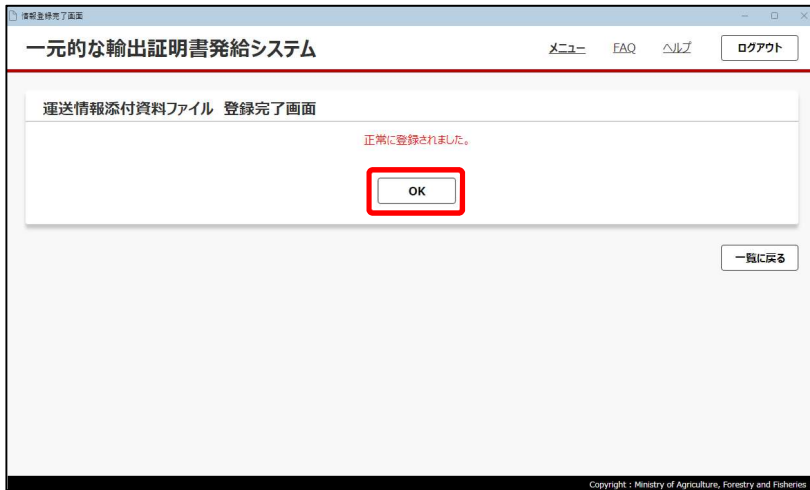 情報登録完了画面
一元的な輸出証明書発給システム
メニュー FAQ ヘルプ ログアウト
運送情報添付資料ファイル 登録完了画面
正常に登録されました。
OK
一覧に戻る
Copyright : Ministry of Agriculture, Forestry and Fisheries